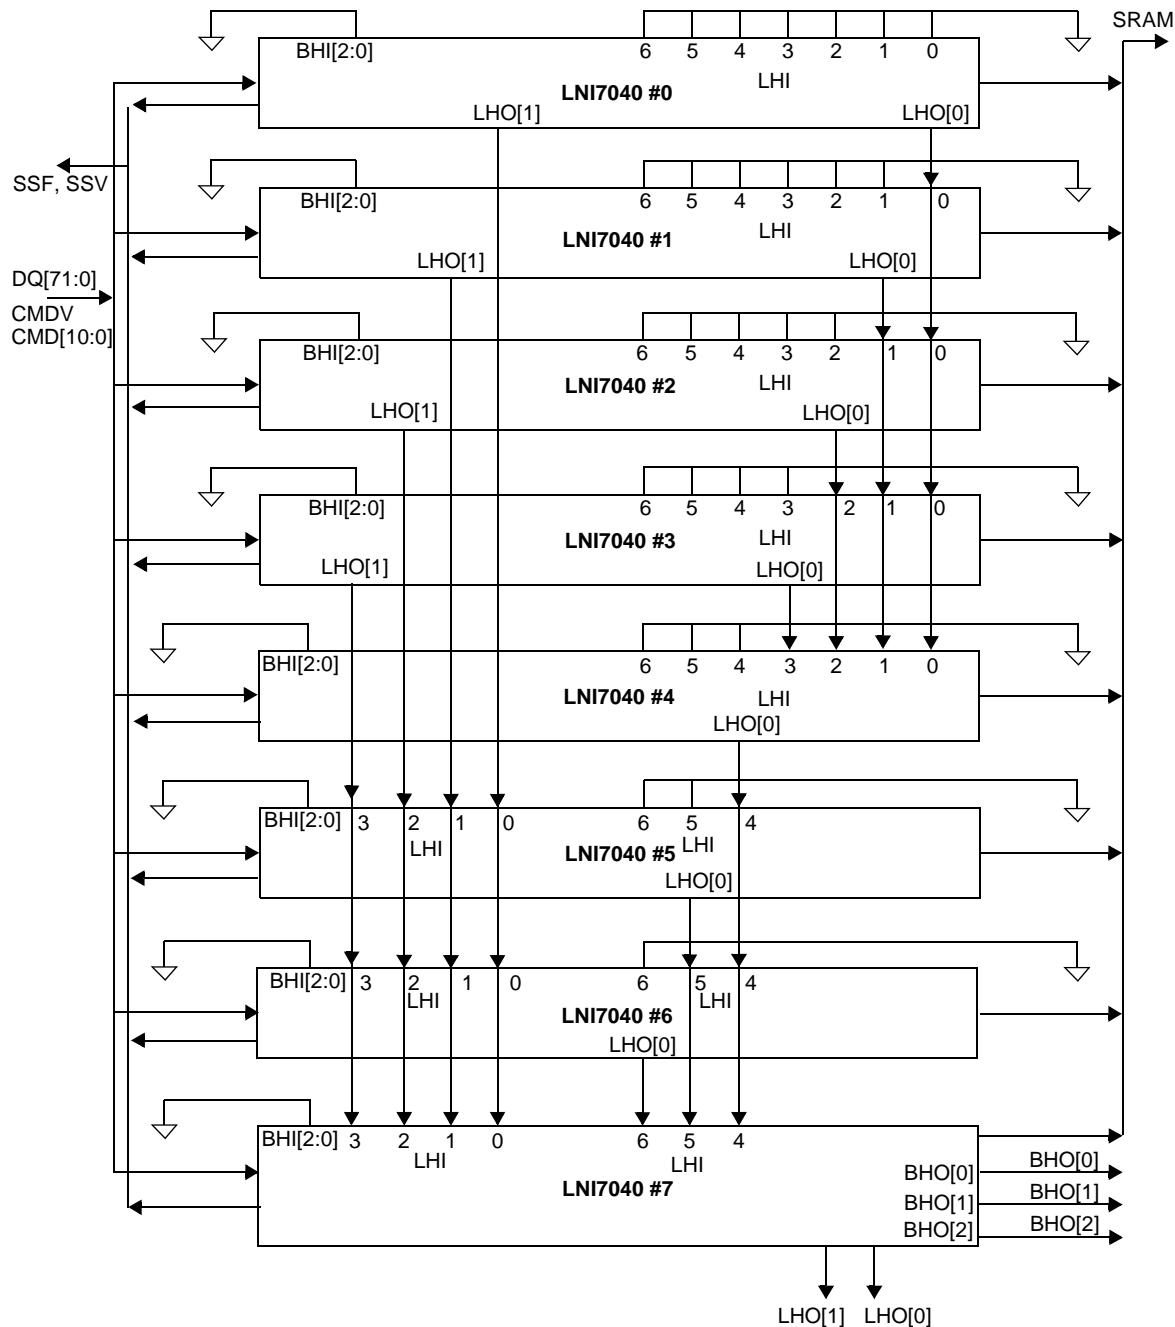 SRAM
BHI[2:0] 6 5 4 3 2 1 0
LHI
LNI7040 #0
LHO[1] LHO[0]
SSF, SSV
BHI[2:0] 6 5 4 3 2 1 0
LHI
LNI7040 #1
LHO[1] LHO[0]
DQ[71:0]
CMDV
CMD[10:0]
BHI[2:0] 6 5 4 3 2 1 0
LHI
LNI7040 #2
LHO[1] LHO[0]
BHI[2:0] 6 5 4 3 2 1 0
LHI
LNI7040 #3
LHO[1] LHO[0]
BHI[2:0] 6 5 4 3 2 1 0
LHI
LNI7040 #4
LHO[0]
BHI[2:0] 3 2 1 0 6 5 4
LHI LHI
LNI7040 #5
LHO[0]
BHI[2:0] 3 2 1 0 6 5 4
LHI LHI
LNI7040 #6
LHO[0]
BHI[2:0] 3 2 1 0 6 5 4
LHI LHI
LNI7040 #7
BHO[0] BHO[0]
BHO[1] BHO[1]
BHO[2] BHO[2]
LHO[1] LHO[0]